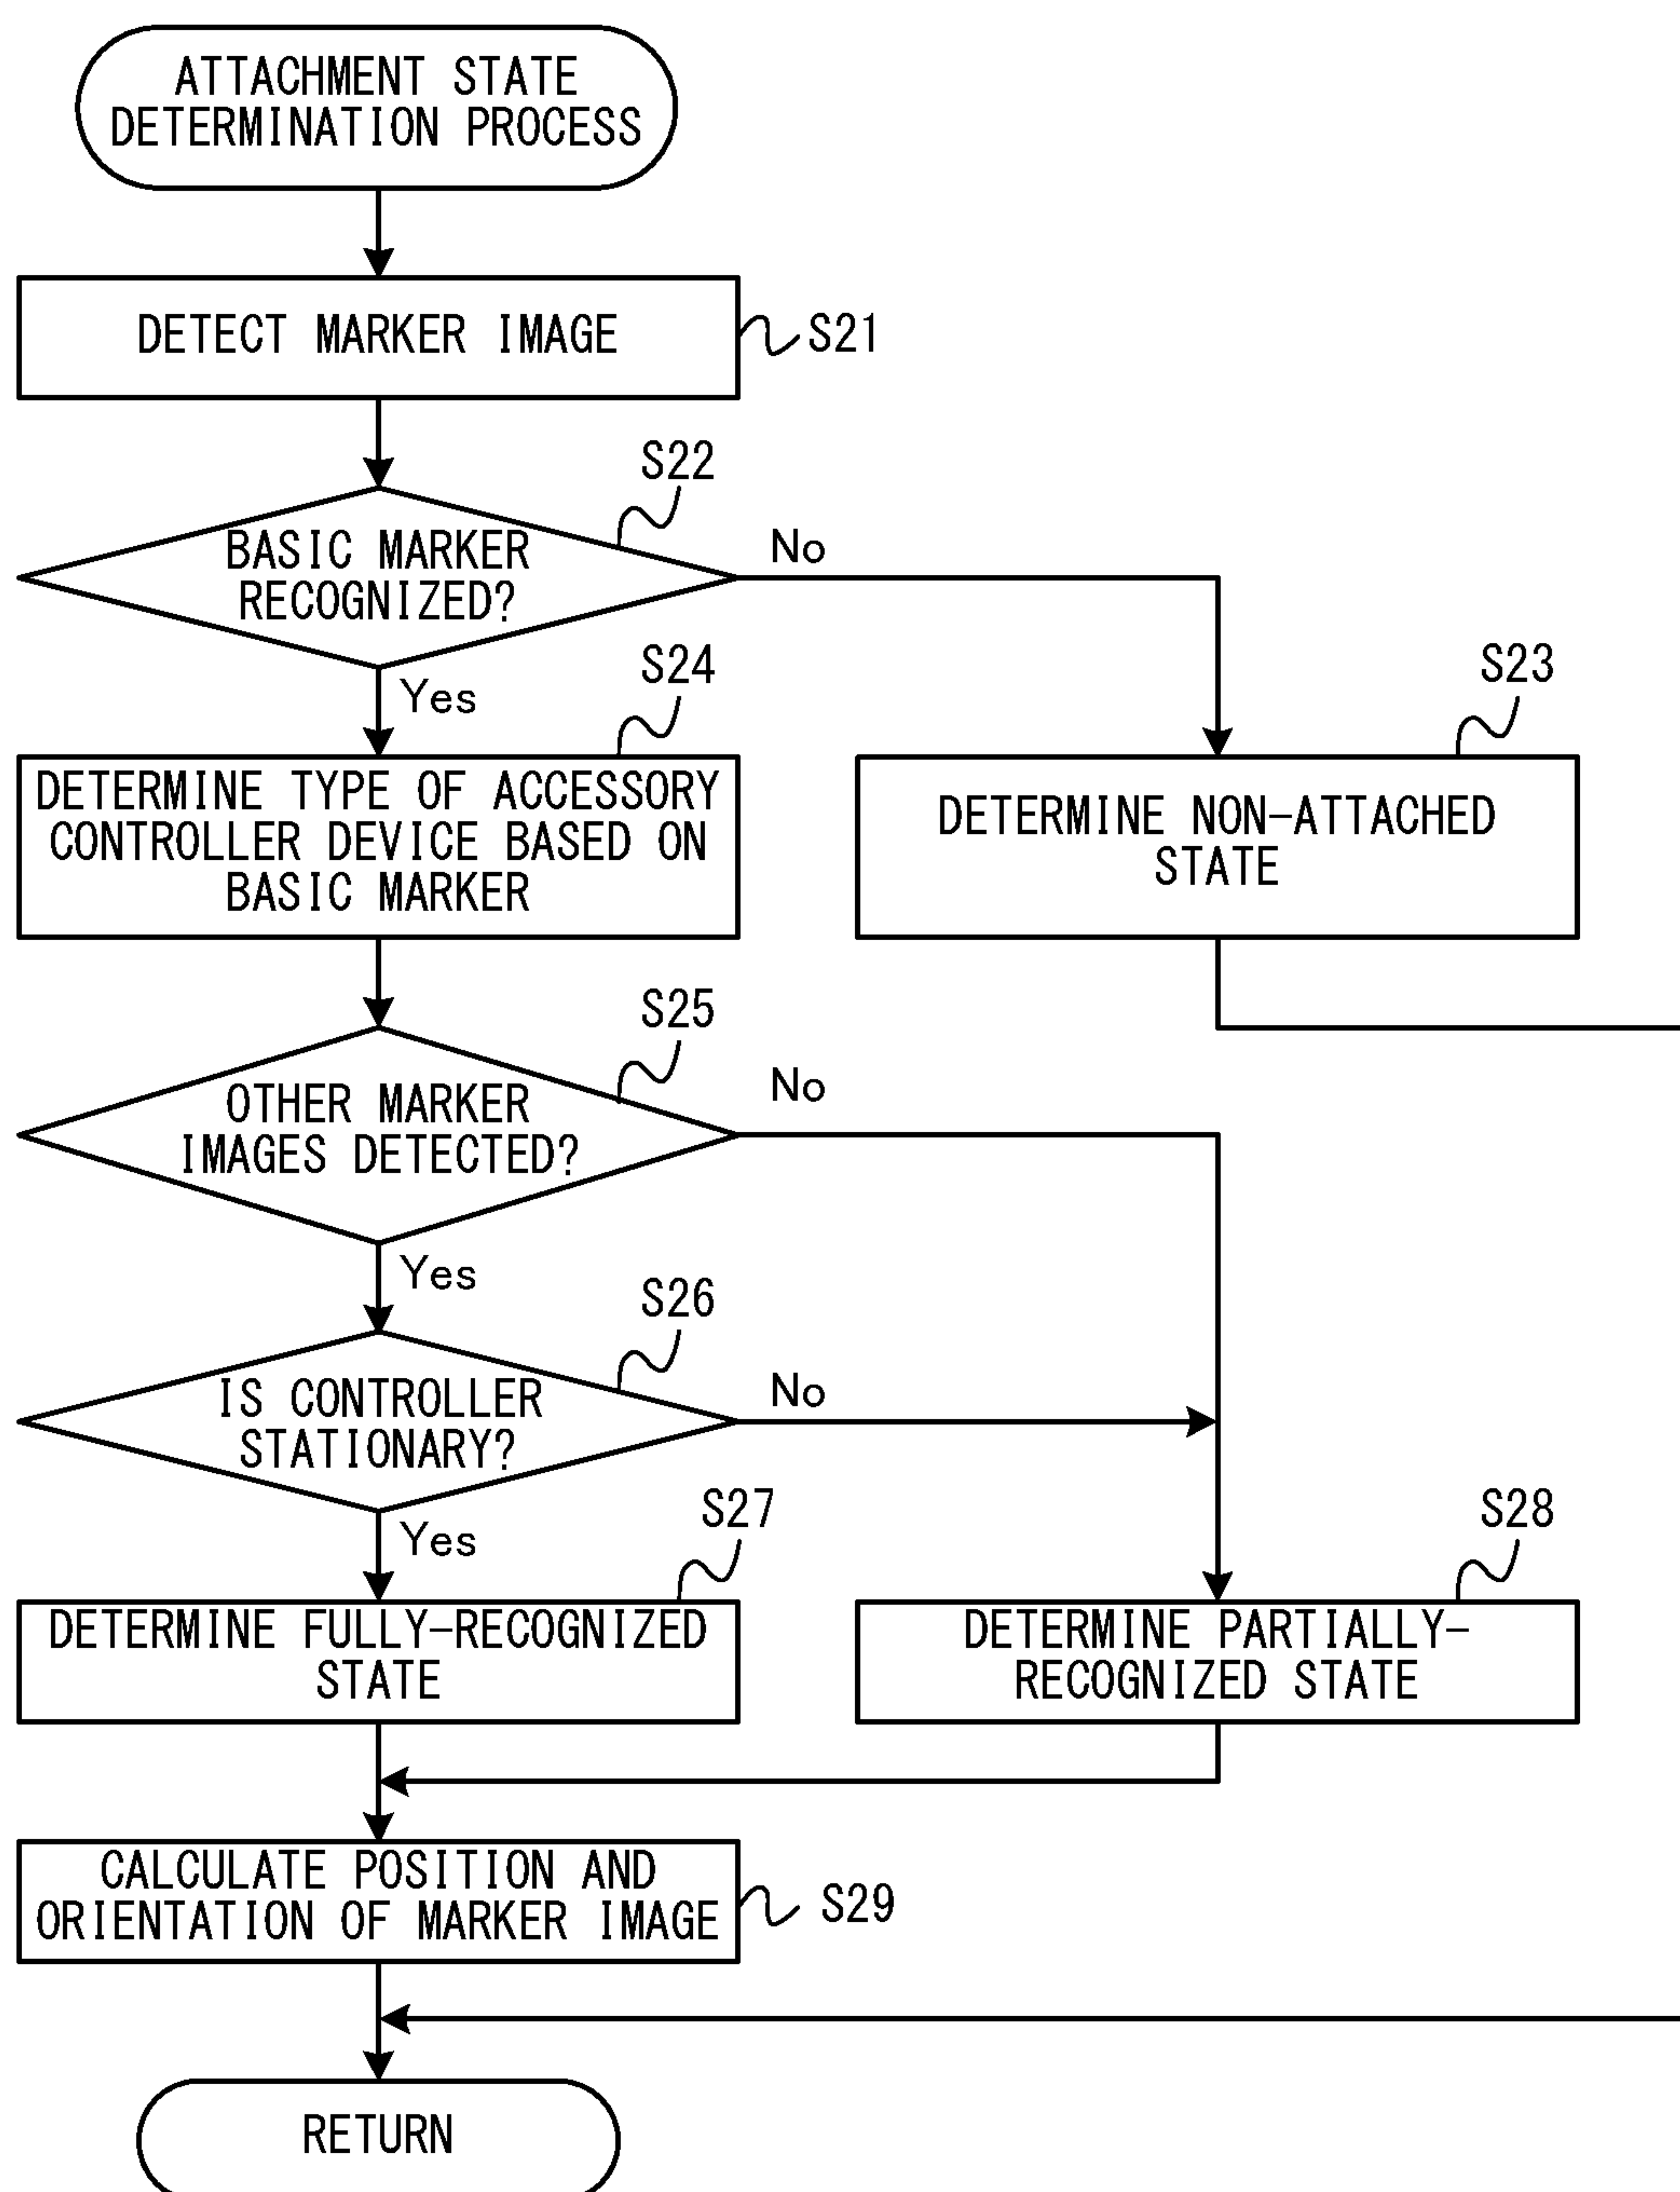 ATTACHMENT STATE
DETERMINATION PROCESS
DETECT MARKER IMAGE
S21
S22
BASIC MARKER
RECOGNIZED?
No
Yes
S24
S23
DETERMINE TYPE OF ACCESSORY
CONTROLLER DEVICE BASED ON
BASIC MARKER
DETERMINE NON-ATTACHED
STATE
S25
OTHER MARKER
IMAGES DETECTED?
No
Yes
S26
IS CONTROLLER
STATIONARY?
No
Yes
S27
S28
DETERMINE FULLY-RECOGNIZED
STATE
DETERMINE PARTIALLY-
RECOGNIZED STATE
CALCULATE POSITION AND
ORIENTATION OF MARKER IMAGE
S29
RETURN